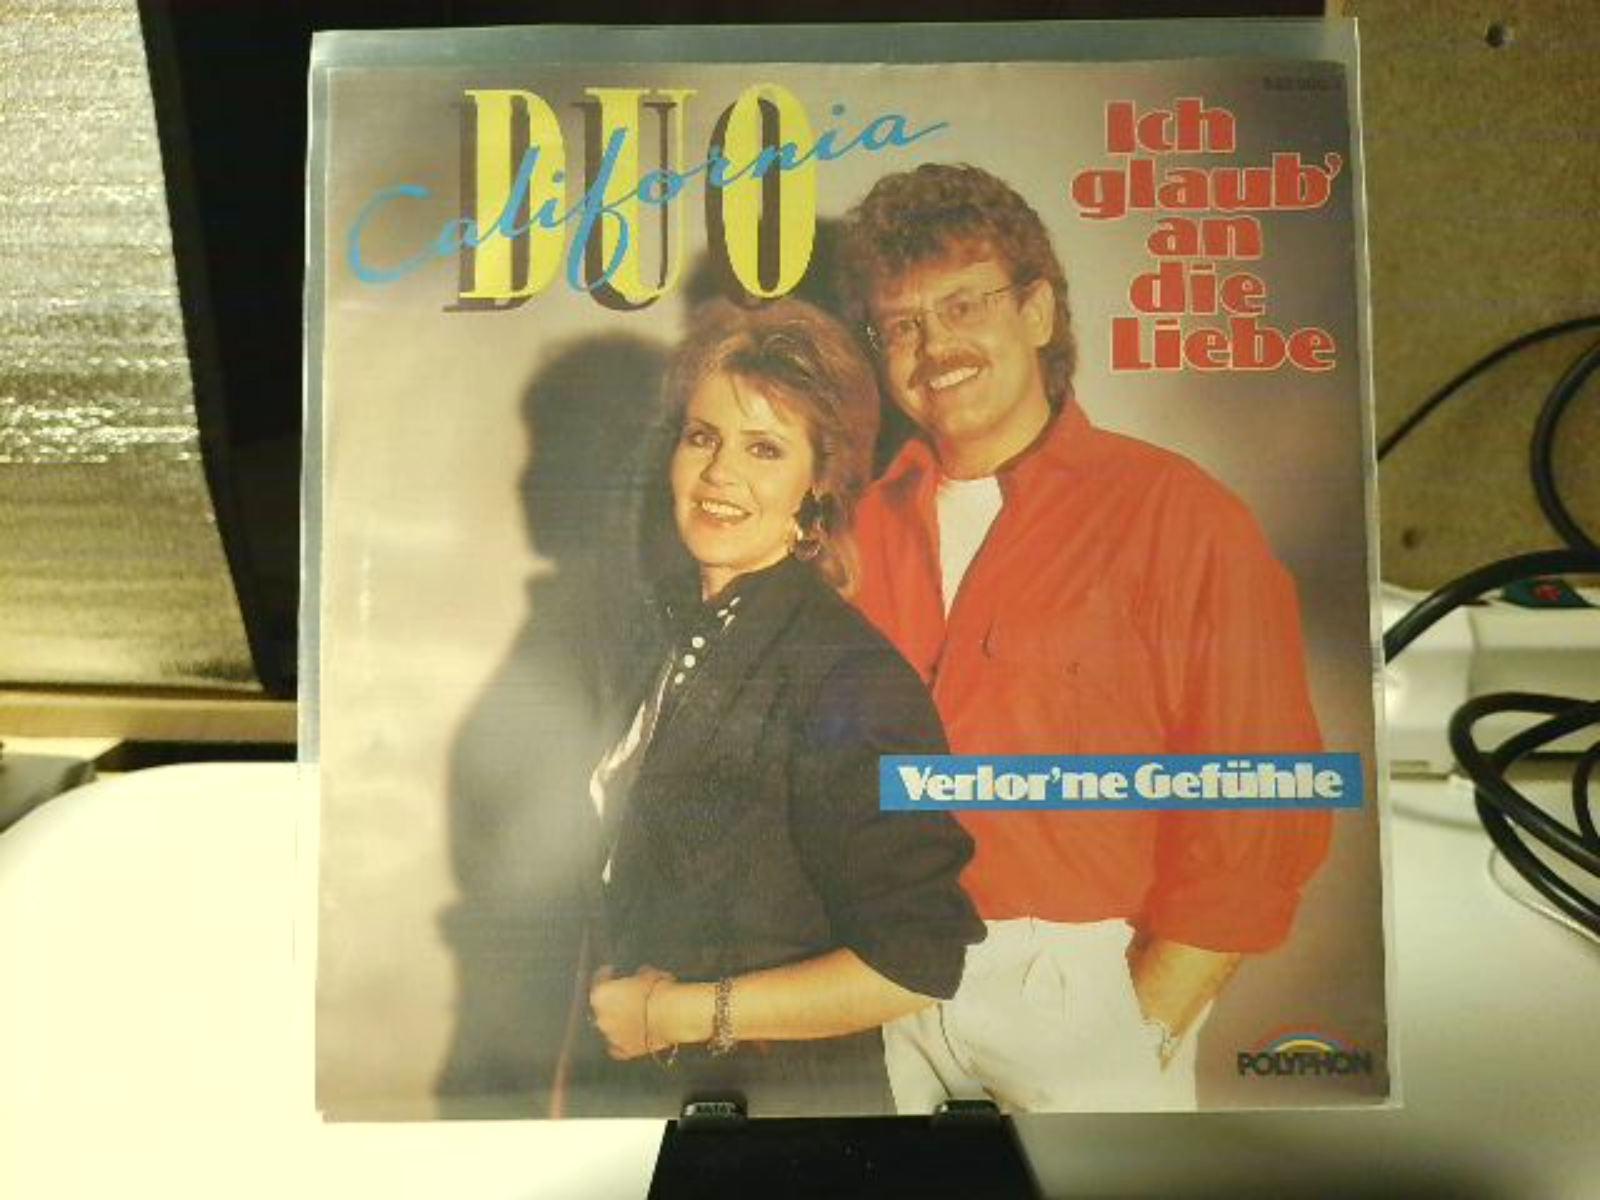 DUO
California
Ich
glaub'
an
die
Liebe
Verlor'ne Gefühle
POLYPHON